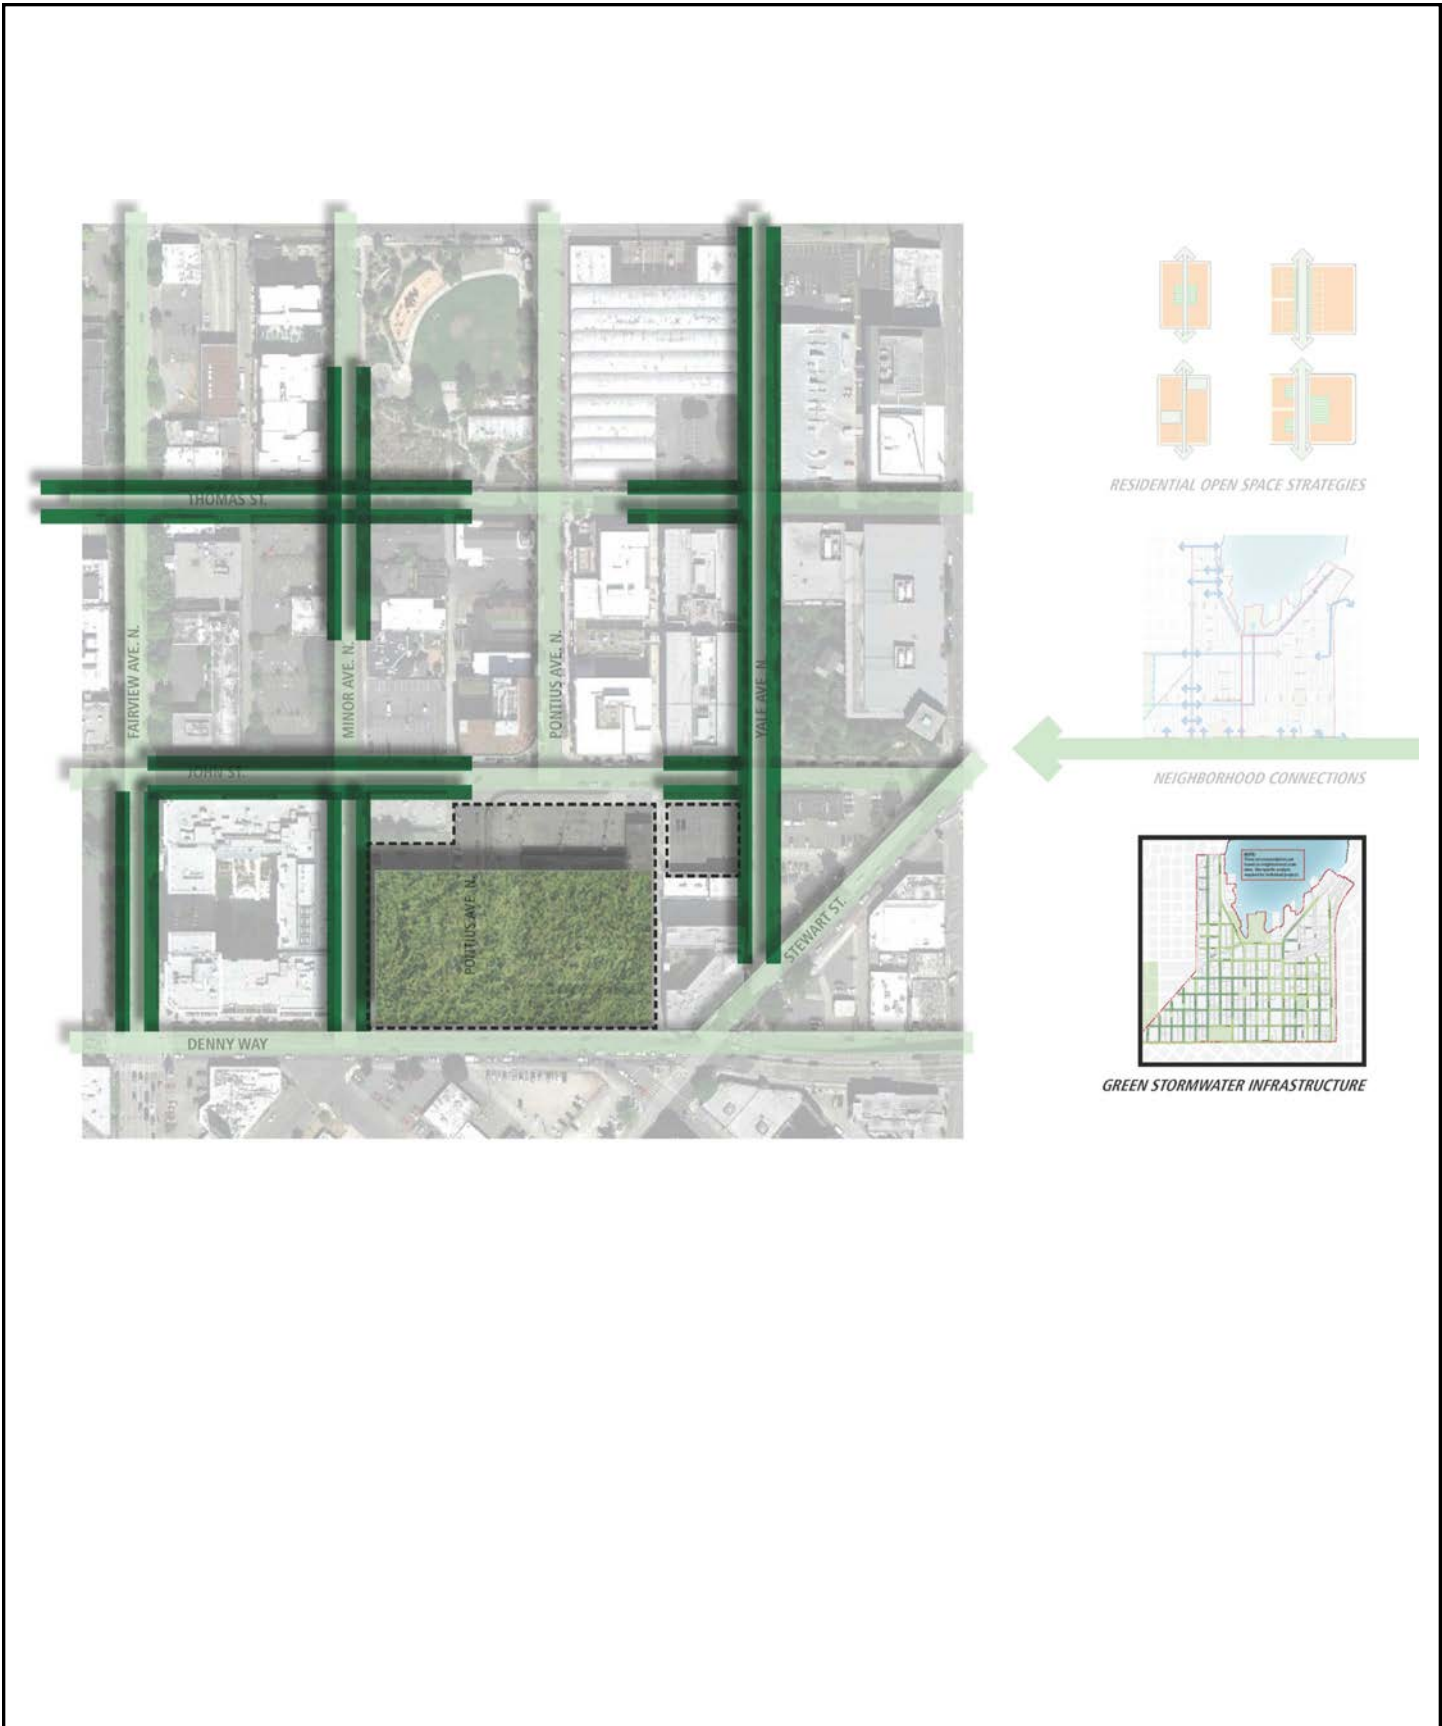 THOMAS ST.
FAIRVIEW AVE. N.
MINOR AVE. N.
PONTIUS AVE. N.
YALE AVE. N.
JOHN ST.
PONTIUS AVE. N.
STEWART ST.
DENNY WAY
RESIDENTIAL OPEN SPACE STRATEGIES
NEIGHBORHOOD CONNECTIONS
GREEN STORMWATER INFRASTRUCTURE